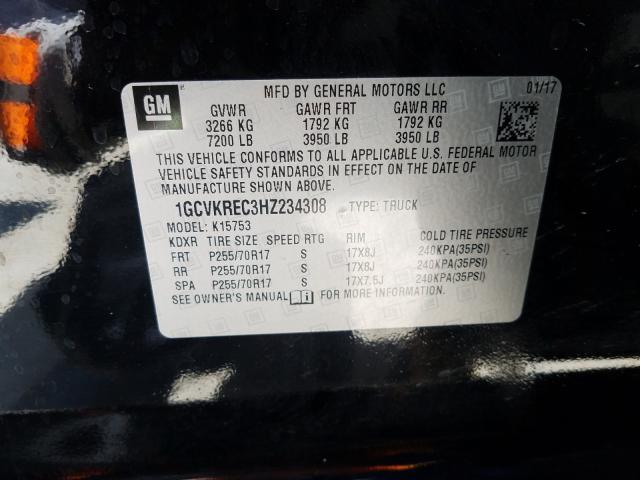 MFD BY GENERAL MOTORS LLC 01/17
GM
GVWR GAWR FRT GAWR RR
3266 KG 1792 KG 1792 KG
7200 LB 3950 LB 3950 LB
THIS VEHICLE CONFORMS TO ALL APPLICABLE U.S. FEDERAL MOTOR
VEHICLE SAFETY STANDARDS IN EFFECT ON THE DATE OF
MANUFACTURE SHOWN ABOVE.
1GCVKREC3HZ234308 TYPE: TRUCK
MODEL: K15753
KDXR TIRE SIZE SPEED RTG RIM COLD TIRE PRESSURE
FRT P255/70R17 S 17X8J 240KPA(35PSI)
RR P255/70R17 S 17X8J 240KPA(35PSI)
SPA P255/70R17 S 17X7.5J 240KPA(35PSI)
SEE OWNER'S MANUAL FOR MORE INFORMATION.